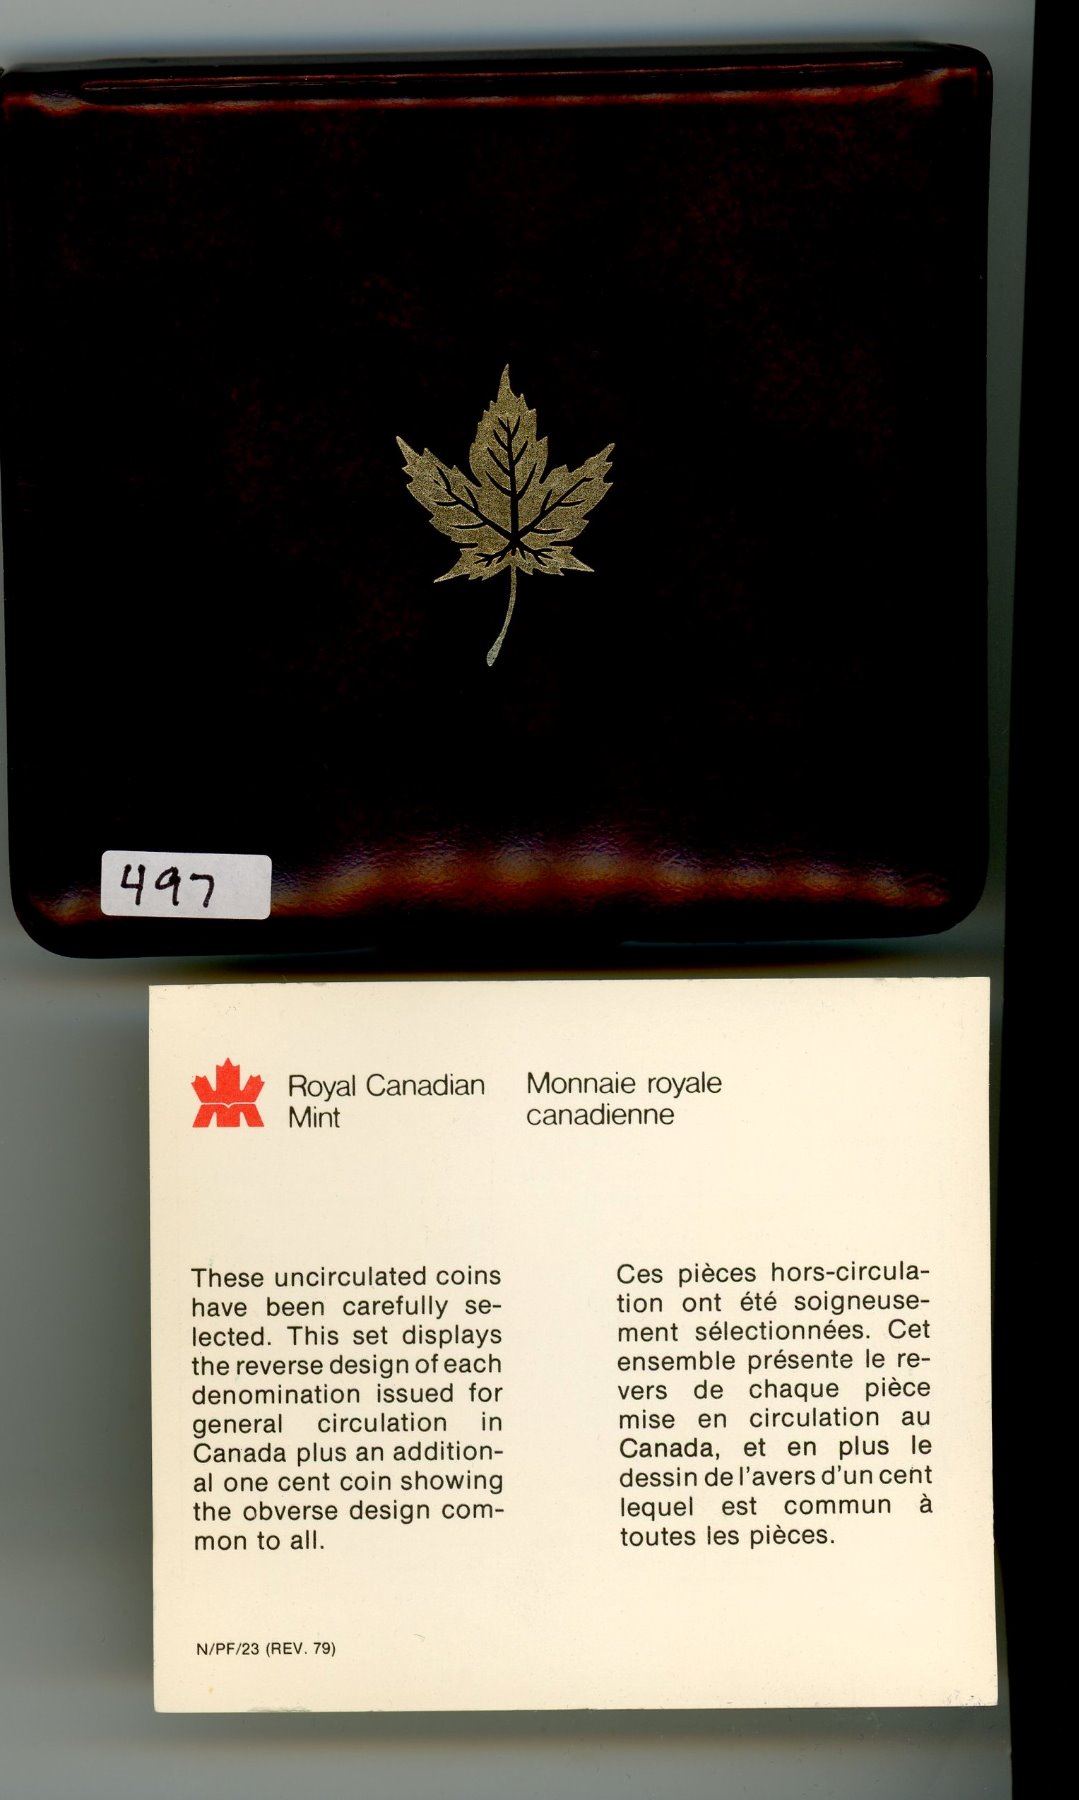 497
Royal Canadian
Mint
Monnaie royale
canadienne
These uncirculated coins
have been carefully se-
lected. This set displays
the reverse design of each
denomination issued for
general circulation in
Canada plus an addition-
al one cent coin showing
the obverse design com-
mon to all.
Ces pièces hors-circula-
tion ont été soigneuse-
ment sélectionnées. Cet
ensemble présente le re-
vers de chaque pièce
mise en circulation au
Canada, et en plus le
dessin de l'avers d'un cent
lequel est commun à
toutes les pièces.
N/PF/23 (REV. 79)